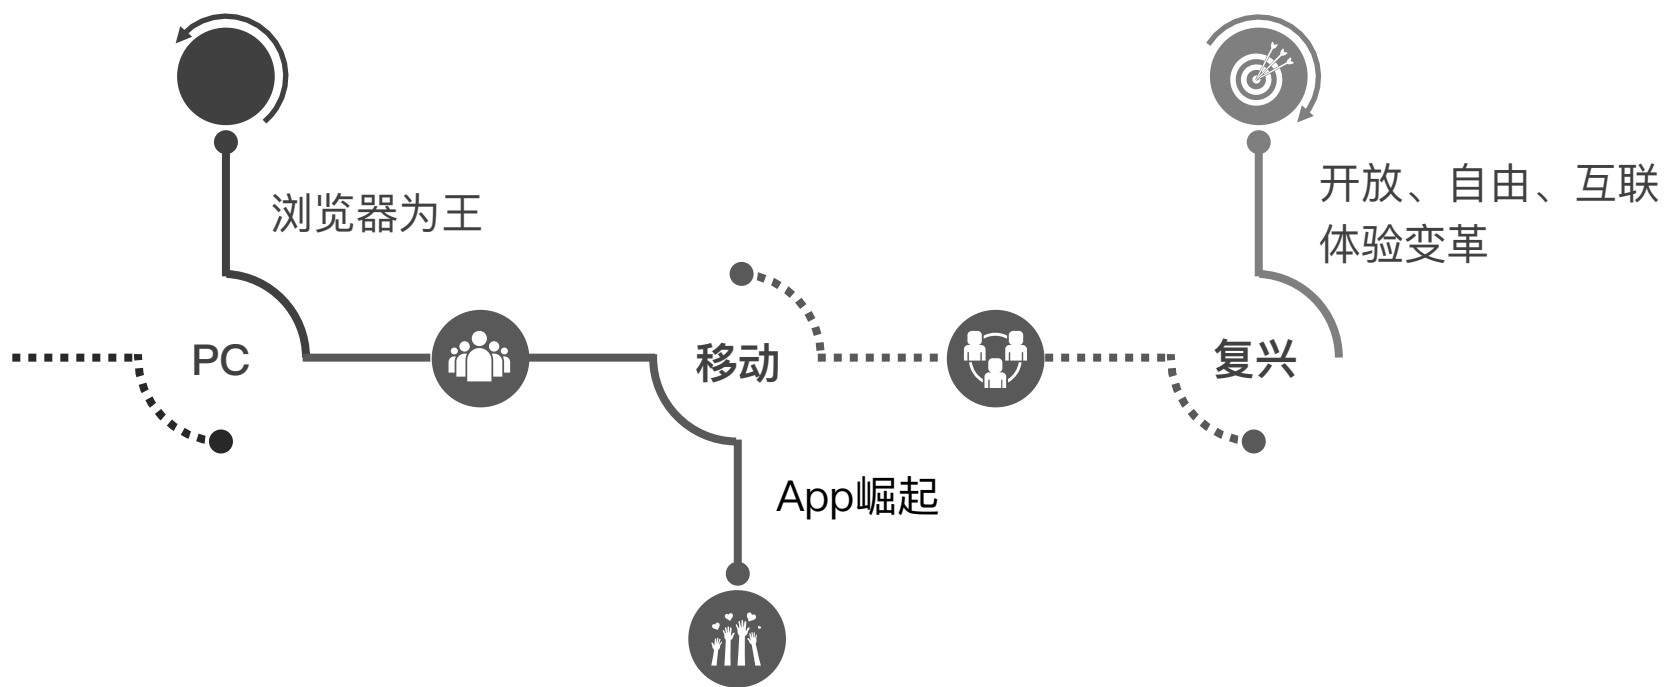 浏览器为王
PC
App崛起
移动
开放、自由、互联
体验变革
复兴